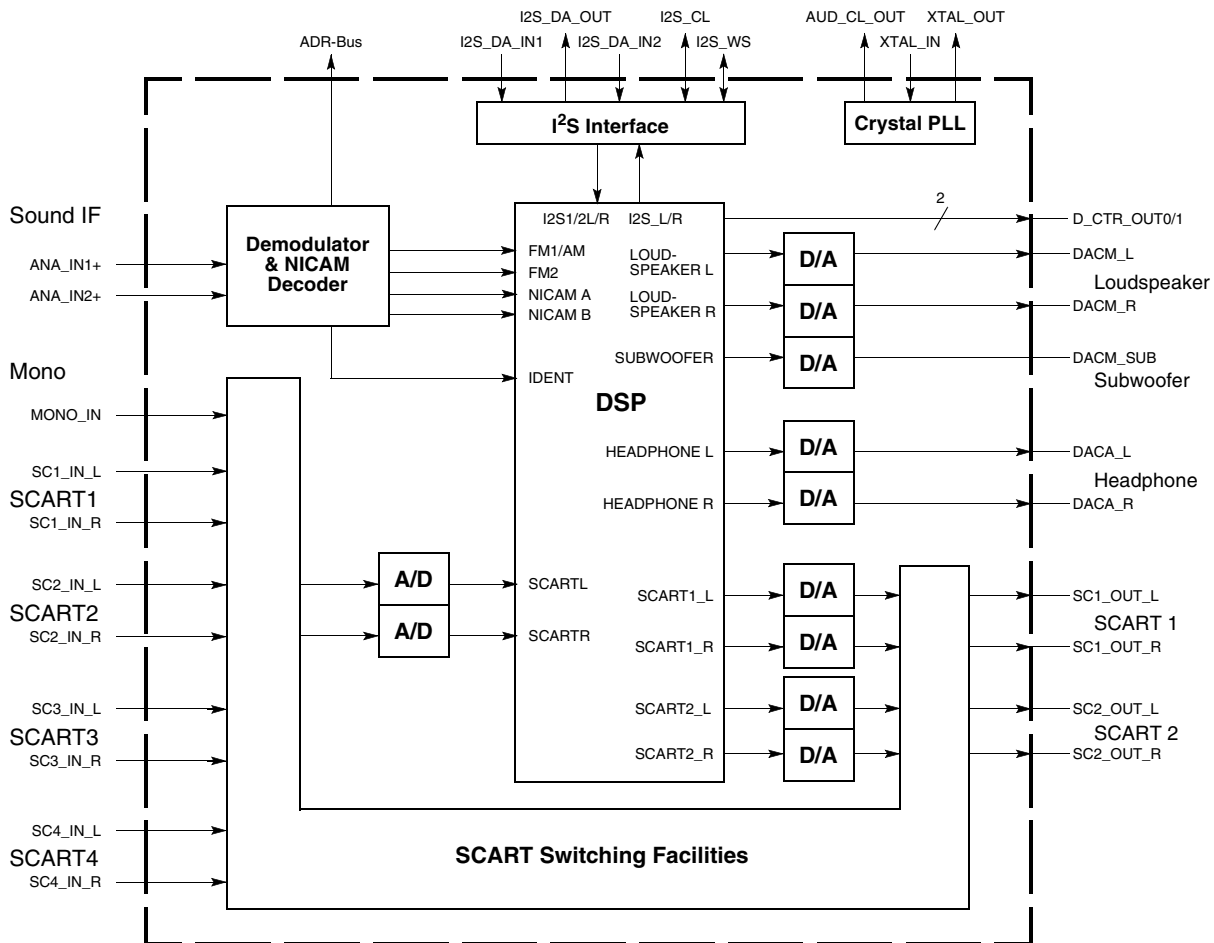 I2S_DA_OUT
I2S_CL
AUD_CL_OUT
XTAL_OUT
ADR-Bus
I2S_DA_IN1
I2S_DA_IN2
I2S_WS
XTAL_IN
I2S Interface
Crystal PLL
Sound IF
ANA_IN1+
ANA_IN2+
Demodulator
& NICAM
Decoder
I2S1/2L/R
I2S_L/R
FM1/AM
FM2
NICAM A
NICAM B
IDENT
LOUD-
SPEAKER L
LOUD-
SPEAKER R
SUBWOOFER
DSP
HEADPHONE L
HEADPHONE R
SCARTL
SCARTR
SCART1_L
SCART1_R
SCART2_L
SCART2_R
2
D_CTR_OUT0/1
D/A
DACM_L
Loudspeaker
D/A
DACM_R
D/A
DACM_SUB
Subwoofer
D/A
DACA_L
Headphone
D/A
DACA_R
Mono
MONO_IN
SC1_IN_L
SCART1
SC1_IN_R
SC2_IN_L
SCART2
SC2_IN_R
SC3_IN_L
SCART3
SC3_IN_R
SC4_IN_L
SCART4
SC4_IN_R
A/D
A/D
D/A
SC1_OUT_L
SCART 1
D/A
SC1_OUT_R
D/A
SC2_OUT_L
SCART 2
D/A
SC2_OUT_R
SCART Switching Facilities